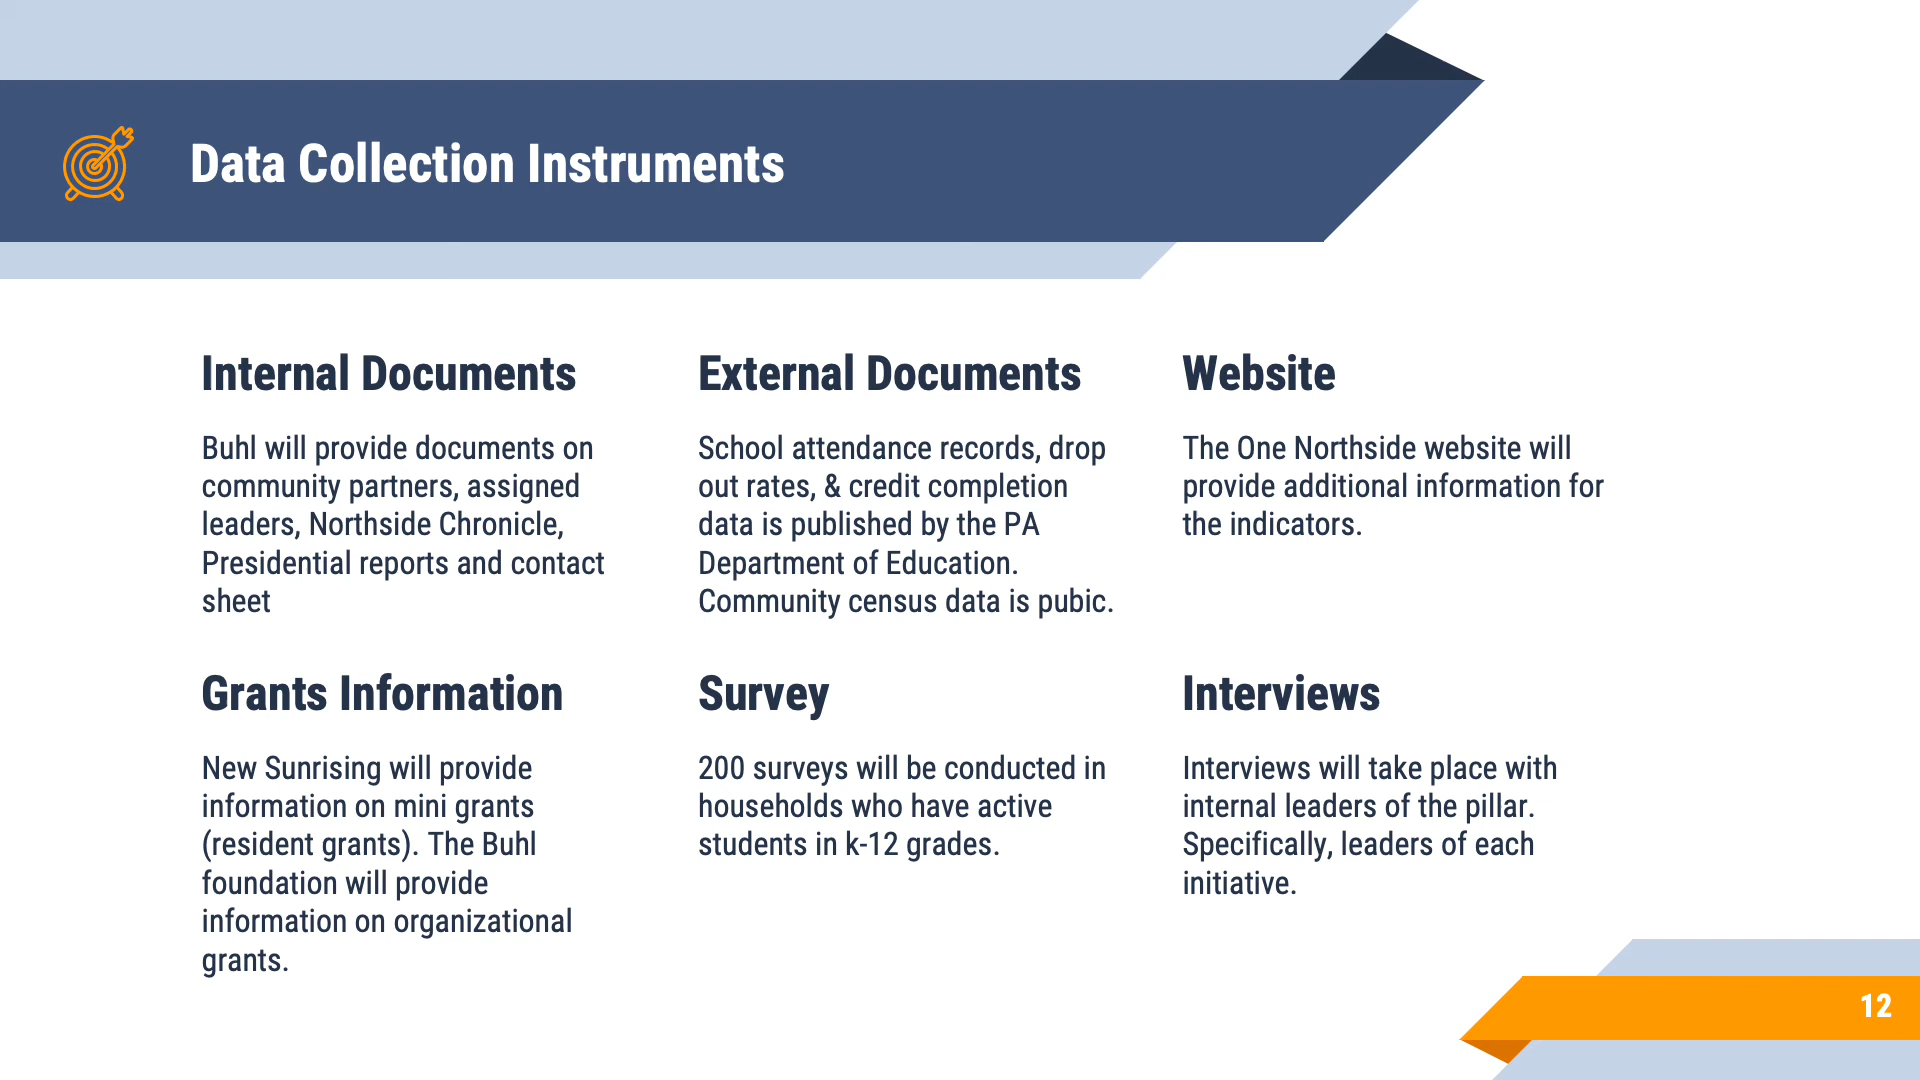 Data Collection Instruments
Internal Documents
Buhl will provide documents on
community partners, assigned
leaders, Northside Chronicle,
Presidential reports and contact
sheet
External Documents
School attendance records, drop
out rates, & credit completion
data is published by the PA
Department of Education.
Community census data is pubic.
Website
The One Northside website will
provide additional information for
the indicators.
Grants Information
New Sunrising will provide
information on mini grants
(resident grants). The Buhl
foundation will provide
information on organizational
grants.
Survey
200 surveys will be conducted in
households who have active
students in k-12 grades.
Interviews
Interviews will take place with
internal leaders of the pillar.
Specifically, leaders of each
initiative.
12